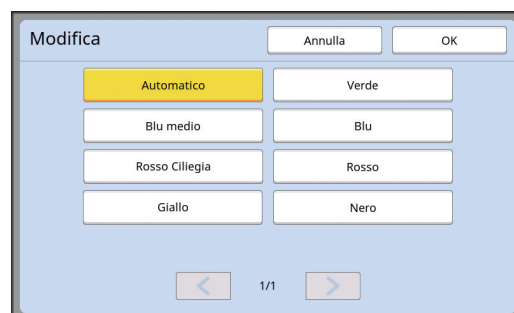 Modifica Annulla OK
Automatico Verde
Blu medio Blu
Rosso Ciliegia Rosso
Giallo Nero
1/1